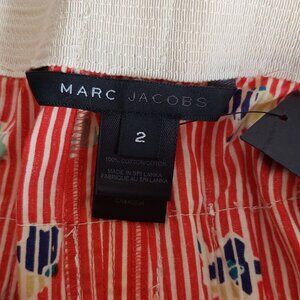 MARC JACOBS
2
100% COTTON/COTON
MADE IN SRI LANKA
FABRIQUÉ AU SRI LANKA